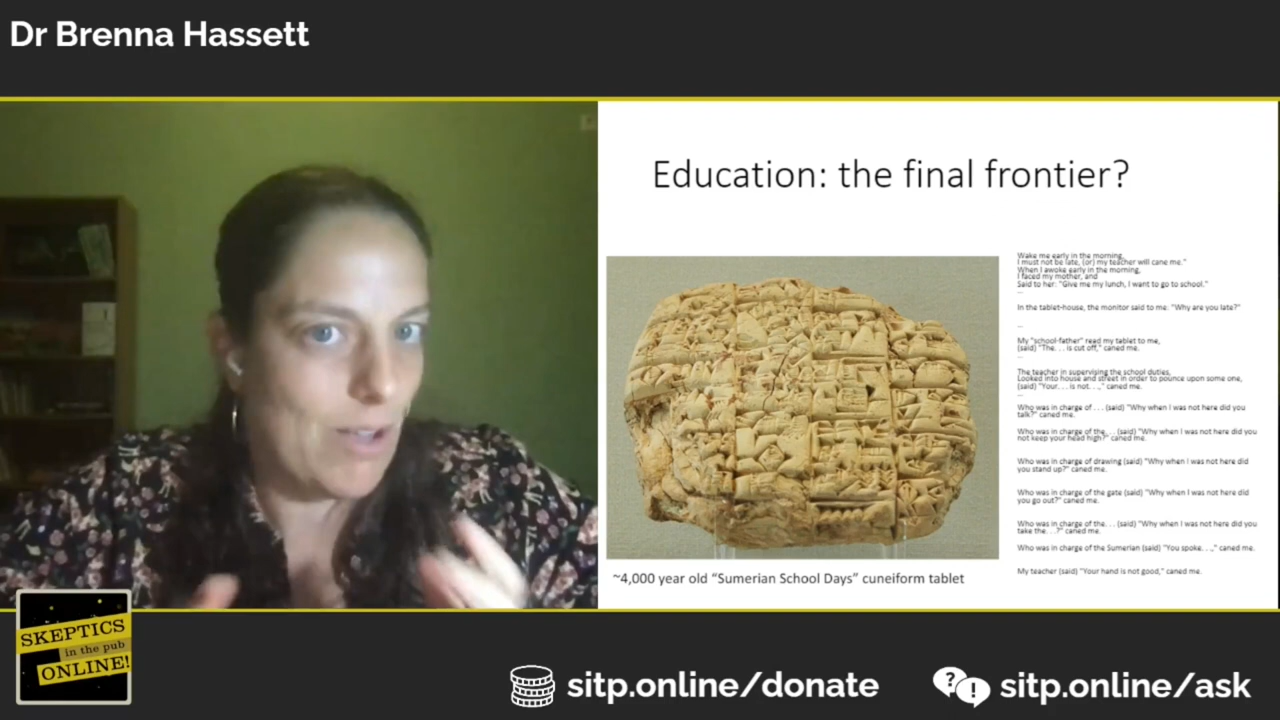 Dr Brenna Hassett
Education: the final frontier?
Wake me early in the morning,
I must not be late, (or) my teacher will cane me."
When I awoke early in the morning,
I faced my mother, and
Said to her: "Give me my lunch, I want to go to school."
...
In the tablet-house, the monitor said to me: "Why are you late?"
...
My "school-father" read my tablet to me,
(said) "The. . . is cut off," caned me.
...
The teacher in supervising the school duties,
Looked into house and street in order to pounce upon some one,
(said) "Your. . . is not. . .," caned me.
...
Who was in charge of . . . (said) "Why when I was not here did you
talk?" caned me.
Who was in charge of the. . . (said) "Why when I was not here did you
not keep your head high?" caned me.
Who was in charge of drawing (said) "Why when I was not here did
you stand up?" caned me.
Who was in charge of the gate (said) "Why when I was not here did
you go out?" caned me.
Who was in charge of the. . . (said) "Why when I was not here did you
take the. . .?" caned me.
Who was in charge of the Sumerian (said) "You spoke. . .," caned me.
My teacher (said) "Your hand is not good," caned me.
~4,000 year old “Sumerian School Days” cuneiform tablet
SKEPTICS
in the pub
ONLINE!
sitp.online/donate
sitp.online/ask